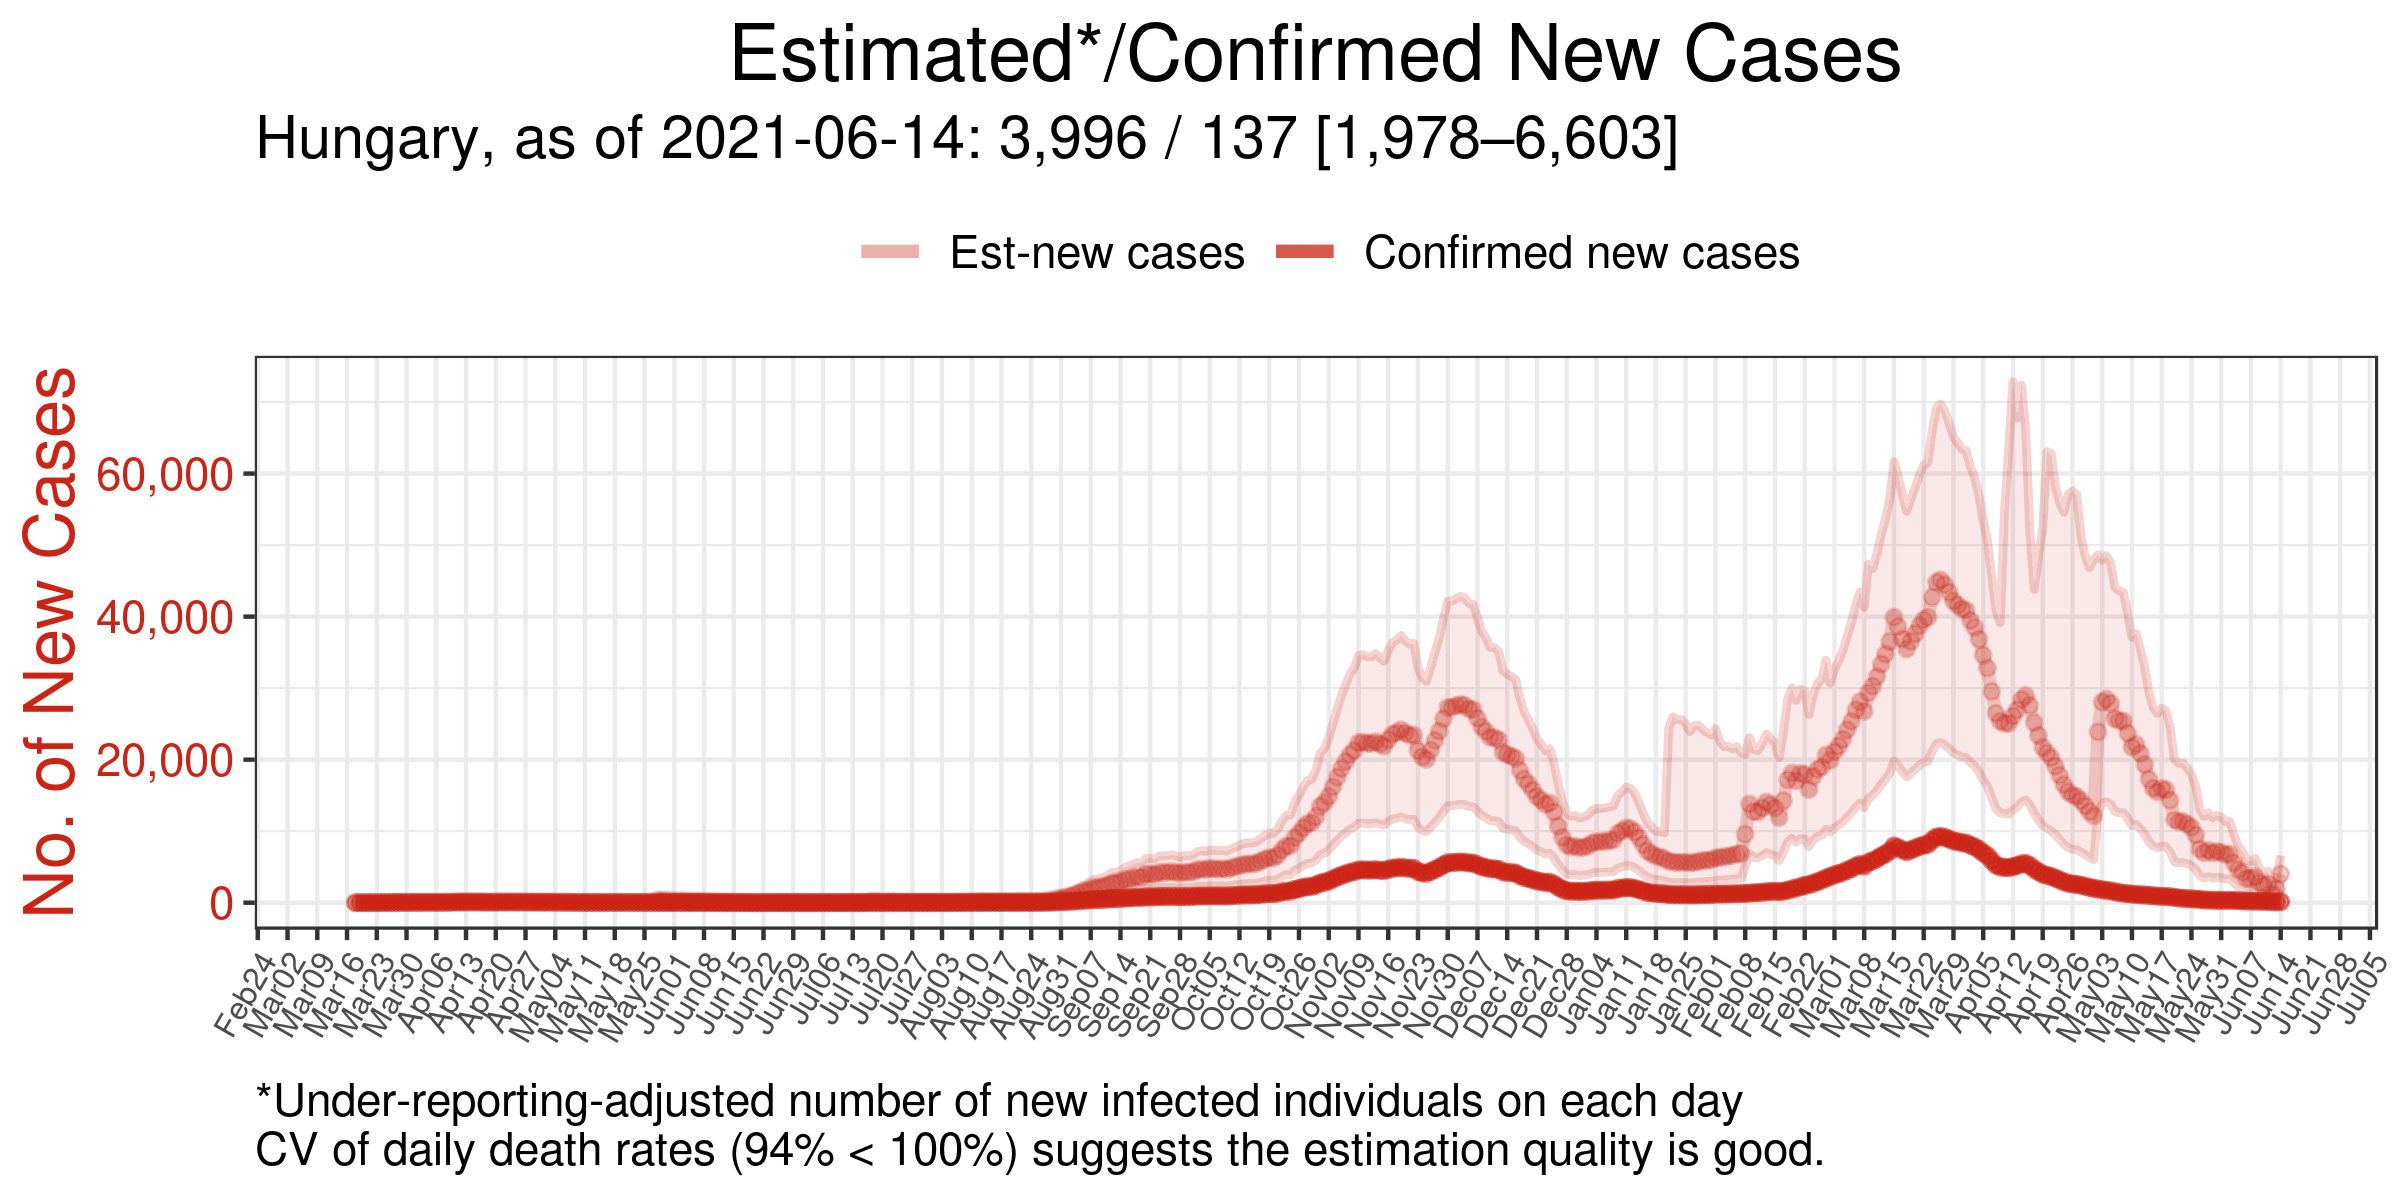 Estimated*/Confirmed New Cases
Hungary, as of 2021-06-14: 3,996 / 137 [1,978–6,603]
Est-new cases
Confirmed new cases
No. of New Cases
60,000
40,000
20,000
0
Feb24
Mar02
Mar09
Mar16
Mar23
Mar30
Apr06
Apr13
Apr20
Apr27
May04
May11
May18
May25
Jun01
Jun08
Jun15
Jun22
Jun29
Jul06
Jul13
Jul20
Jul27
Aug03
Aug10
Aug17
Aug24
Aug31
Sep07
Sep14
Sep21
Sep28
Oct05
Oct12
Oct19
Oct26
Nov02
Nov09
Nov16
Nov23
Nov30
Dec07
Dec14
Dec21
Dec28
Jan04
Jan11
Jan18
Jan25
Feb01
Feb08
Feb15
Feb22
Mar01
Mar08
Mar15
Mar22
Mar29
Apr05
Apr12
Apr19
Apr26
May03
May10
May17
May24
May31
Jun07
Jun14
Jun21
Jun28
Jul05
*Under-reporting-adjusted number of new infected individuals on each day
CV of daily death rates (94% < 100%) suggests the estimation quality is good.